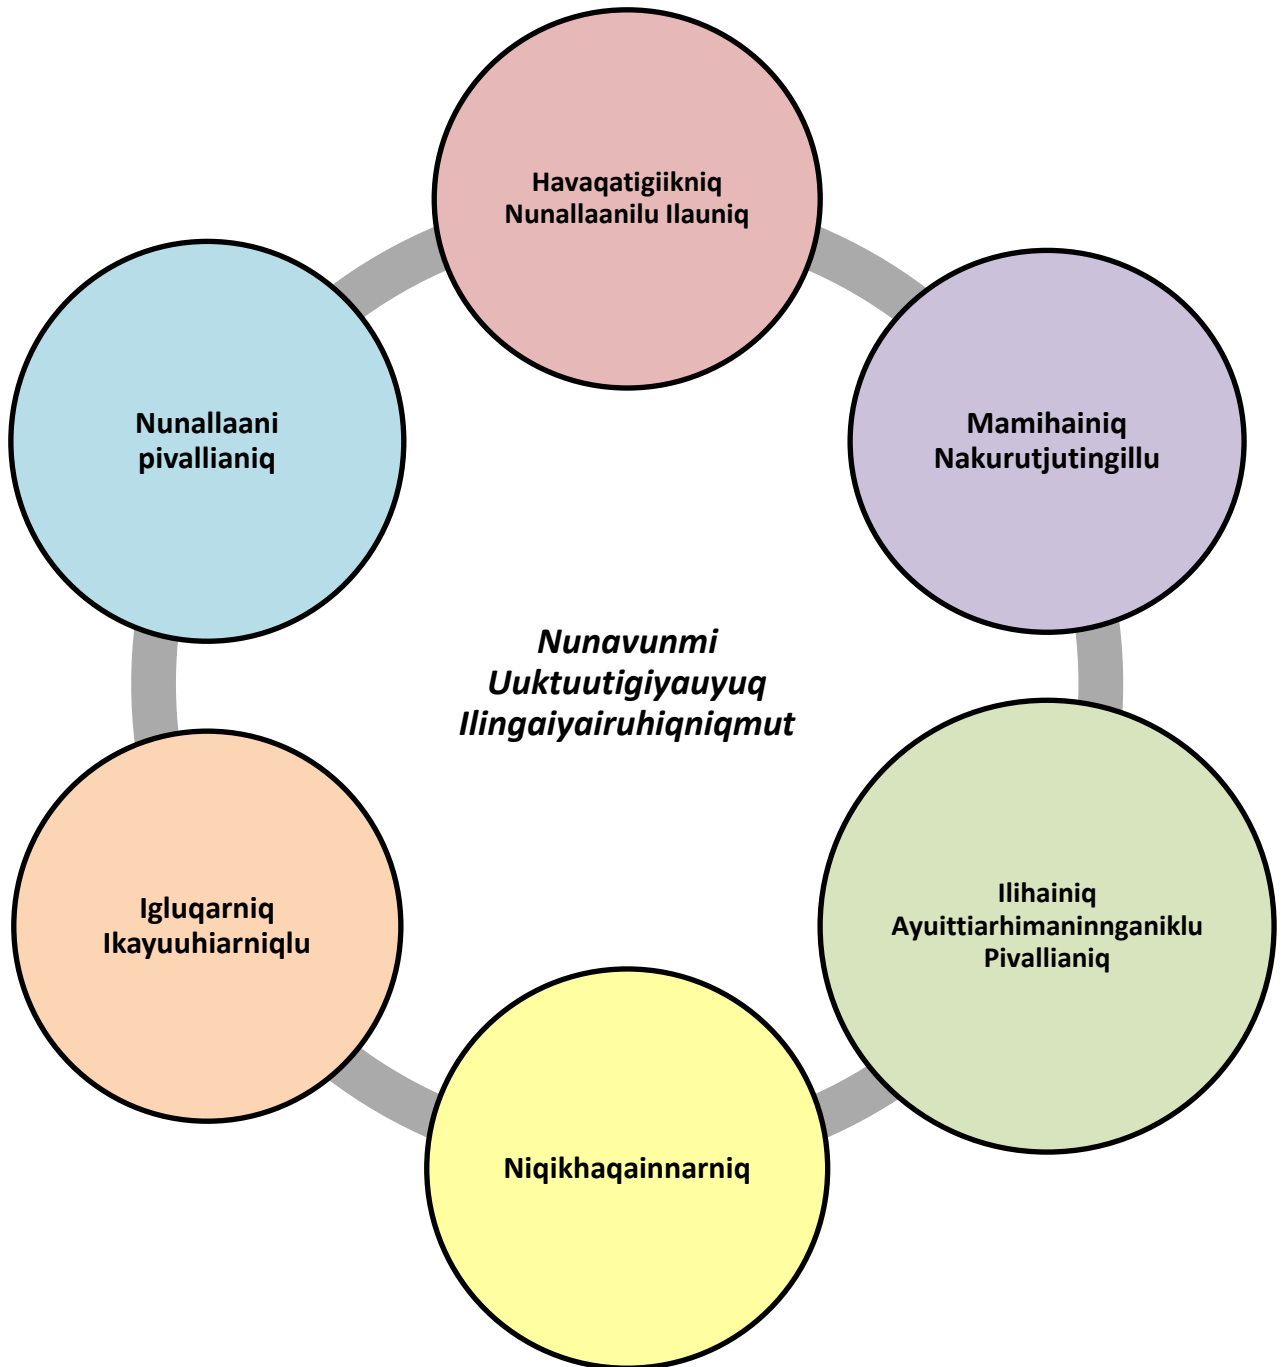 Havaqatigiikniq
Nunallaanilu Ilauniq
Mamihainiq
Nakurutjutingillu
Ilihainiq
Ayuittiarhimaninnganiklu
Pivallianiq
Niqikhaqainnarniq
Igluqarniq
Ikayuuhiarniqlu
Nunallaani
pivallianiq
Nunavunmi
Uuktuutigiyauyuq
Ilingaiyairuhiqniqmut